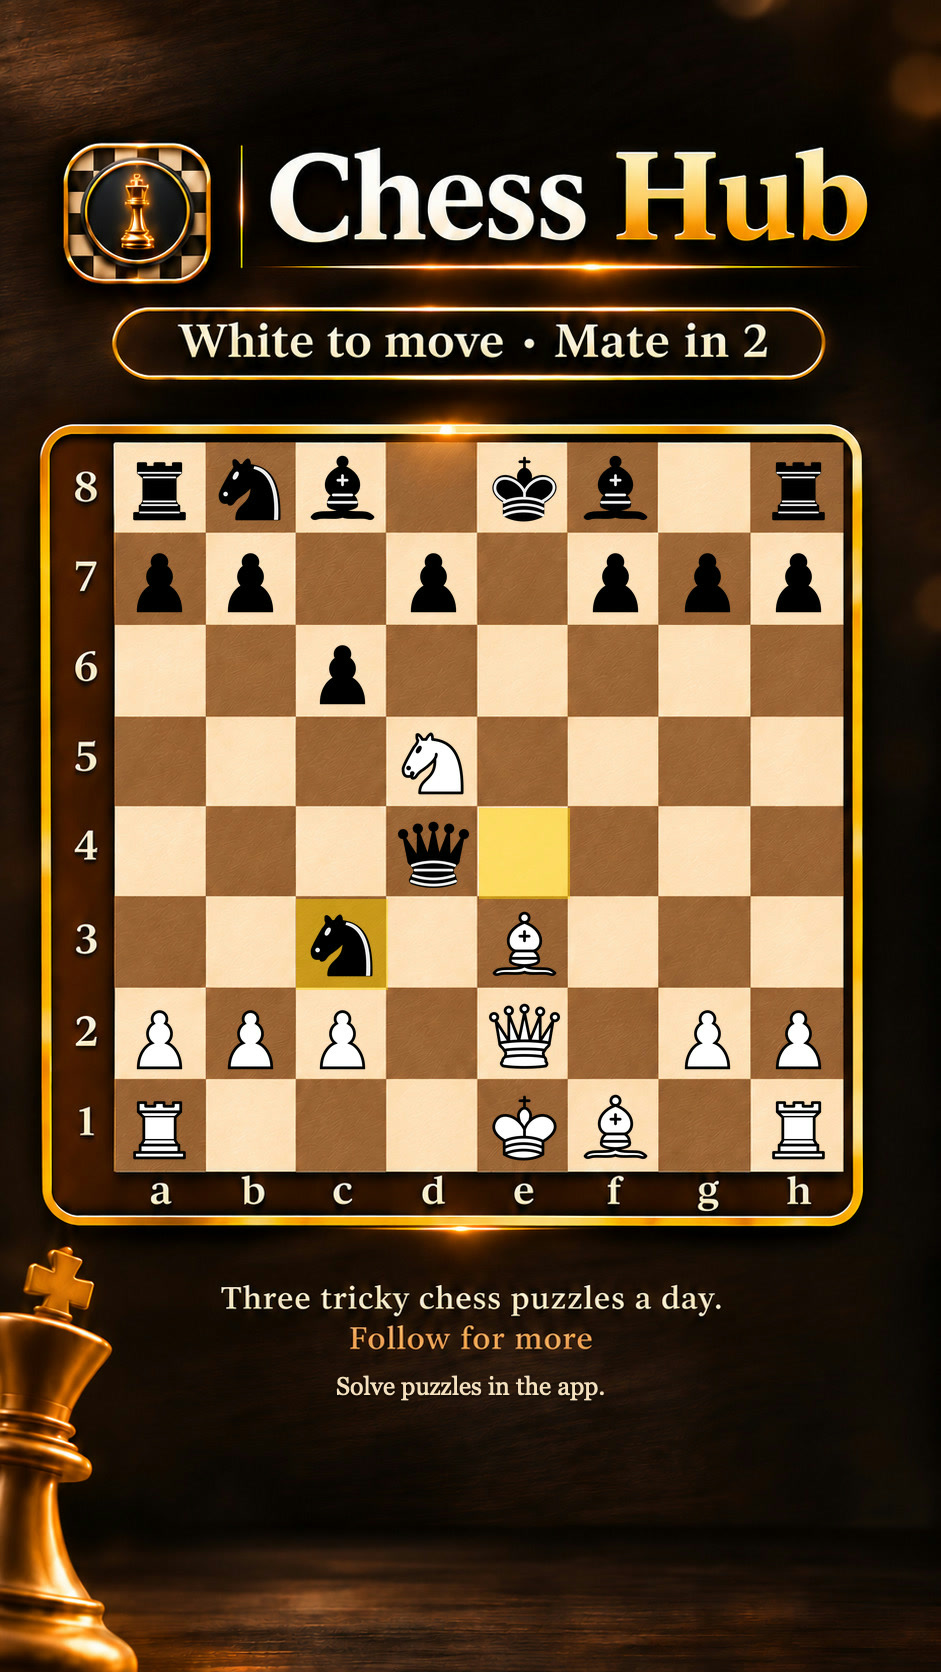 Chess Hub
White to move • Mate in 2
8
7
6
5
4
3
2
1
a b c d e f g h
Three tricky chess puzzles a day.
Follow for more
Solve puzzles in the app.